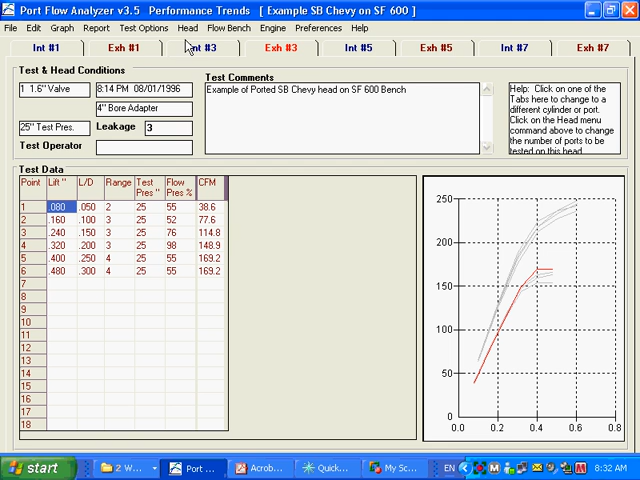 Port Flow Analyzer v3.5 Performance Trends [ Example SB Chevy on SF 600 ]
File Edit Graph Report Test Options Head Flow Bench Engine Preferences Help
Int #1 Exh #1 Int #3 Exh #3 Int #5 Exh #5 Int #7 Exh #7
Test & Head Conditions
1 1.6" Valve 8:14 PM 08/01/1996
4" Bore Adapter
25" Test Pres. Leakage 3
Test Operator
Test Comments
Example of Ported SB Chevy head on SF 600 Bench
Help: Click on one of the
Tabs here to change to a
different cylinder or port.
Click on the Head menu
command above to change
the number of ports to be
tested on this head.
Test Data
Point Lift " L/D Range Test Pres " Flow Pres % CFM
1 .080 .050 2 25 55 38.6
2 .160 .100 3 25 52 77.6
3 .240 .150 3 25 76 114.8
4 .320 .200 3 25 98 148.9
5 .400 .250 4 25 55 169.2
6 .480 .300 4 25 55 169.2
7
8
9
10
11
12
13
14
15
16
17
18
250
200
150
100
50
0
0.0 0.2 0.4 0.6 0.8
start 2 W... Port ... Acrob... Quick... My Sc... EN 8:32 AM